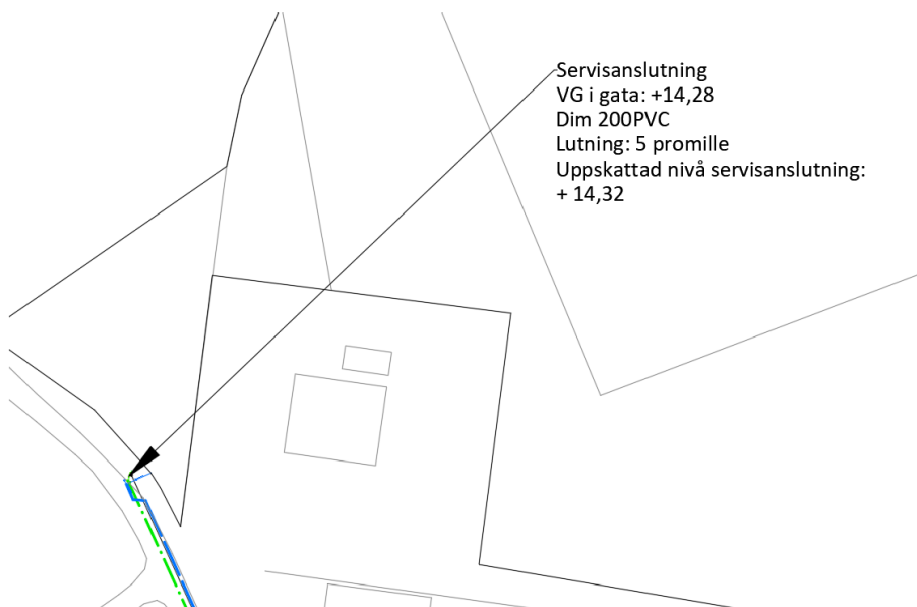 Servisanslutning
VG i gata: +14,28
Dim 200PVC
Lutning: 5 promille
Uppskattad nivå servisanslutning:
+ 14,32